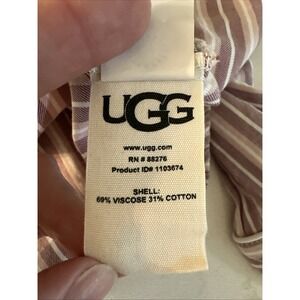 UGG
www.ugg.com
RN # 88276
Product ID# 1103674
SHELL:
69% VISCOSE 31% COTTON